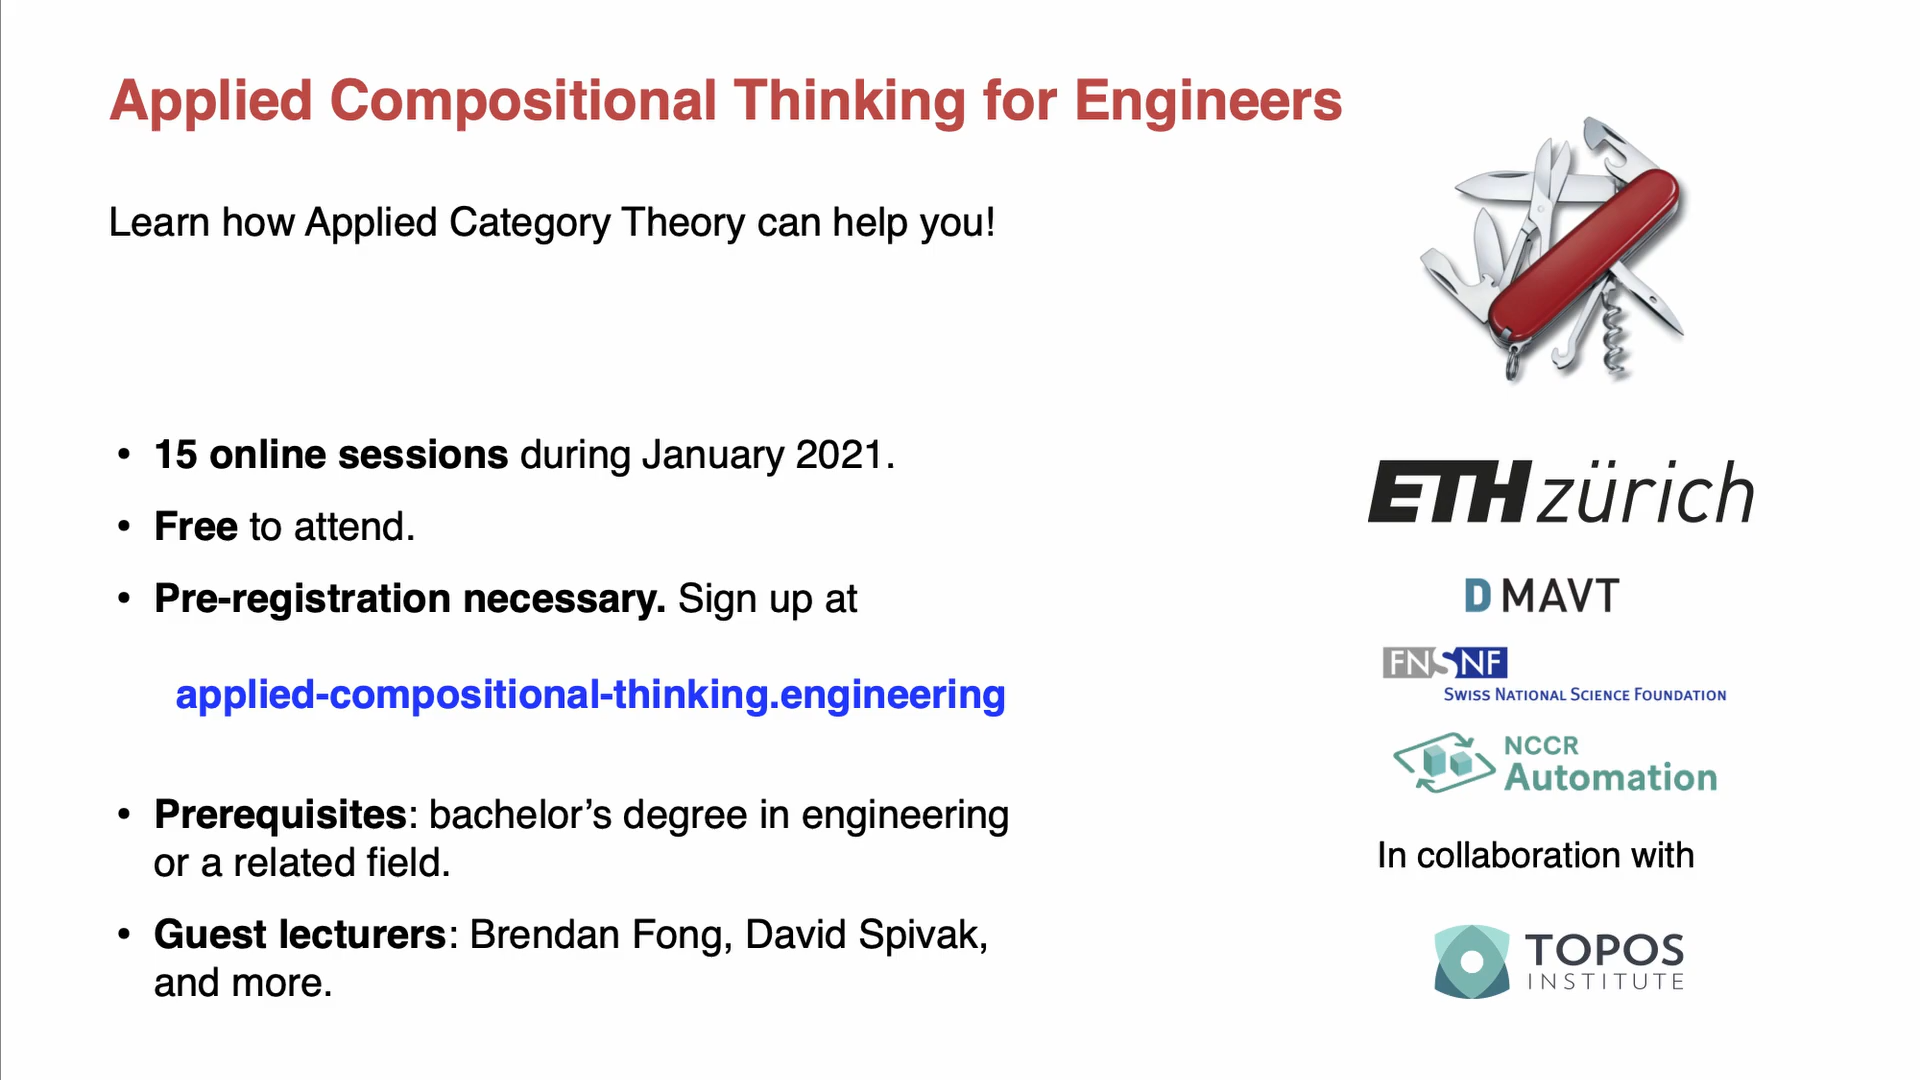 Applied Compositional Thinking for Engineers
Learn how Applied Category Theory can help you!
• 15 online sessions during January 2021.
• Free to attend.
• Pre-registration necessary. Sign up at
applied-compositional-thinking.engineering
• Prerequisites: bachelor’s degree in engineering
or a related field.
• Guest lecturers: Brendan Fong, David Spivak,
and more.
ETH zürich
D MAVT
FNSNF
SWISS NATIONAL SCIENCE FOUNDATION
NCCR
Automation
In collaboration with
TOPOS
INSTITUTE